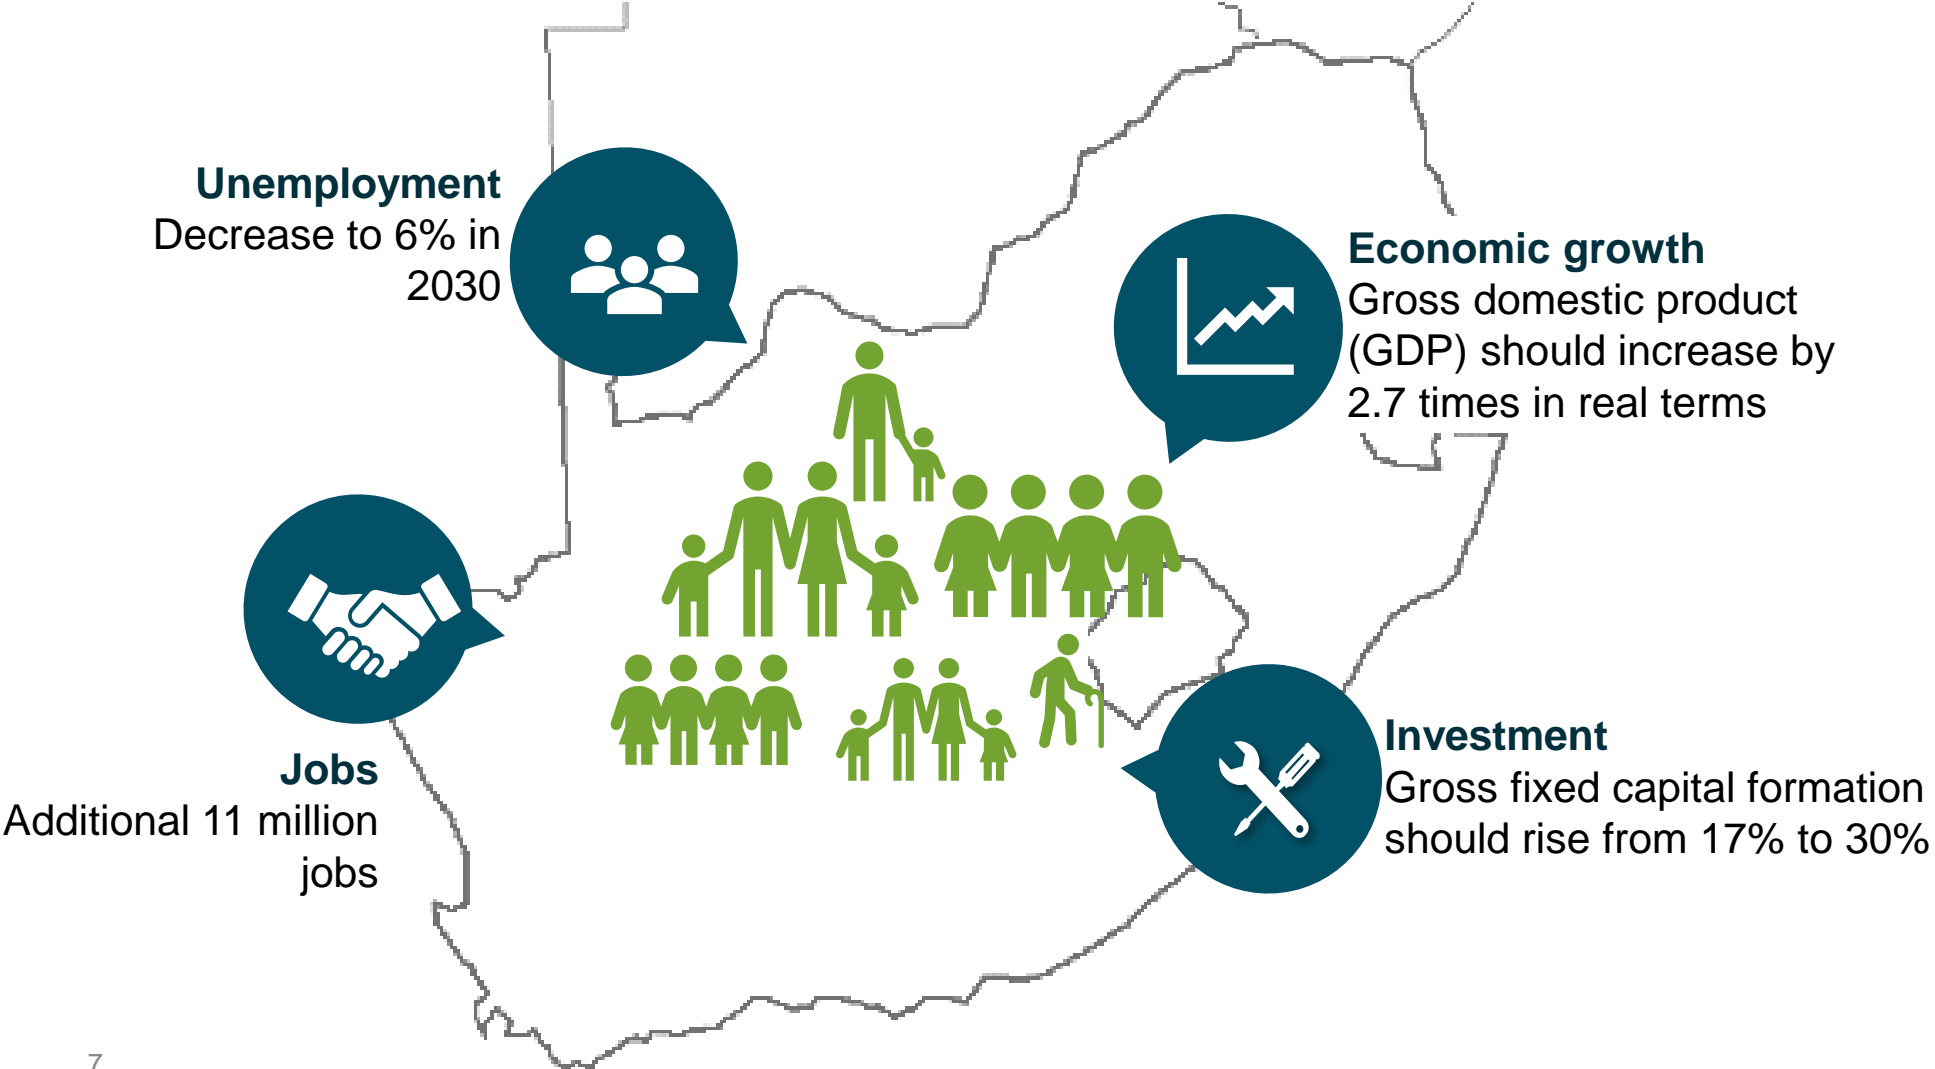 Unemployment
Decrease to 6% in
2030
Economic growth
Gross domestic product
(GDP) should increase by
2.7 times in real terms
Jobs
Additional 11 million
jobs
Investment
Gross fixed capital formation
should rise from 17% to 30%
7